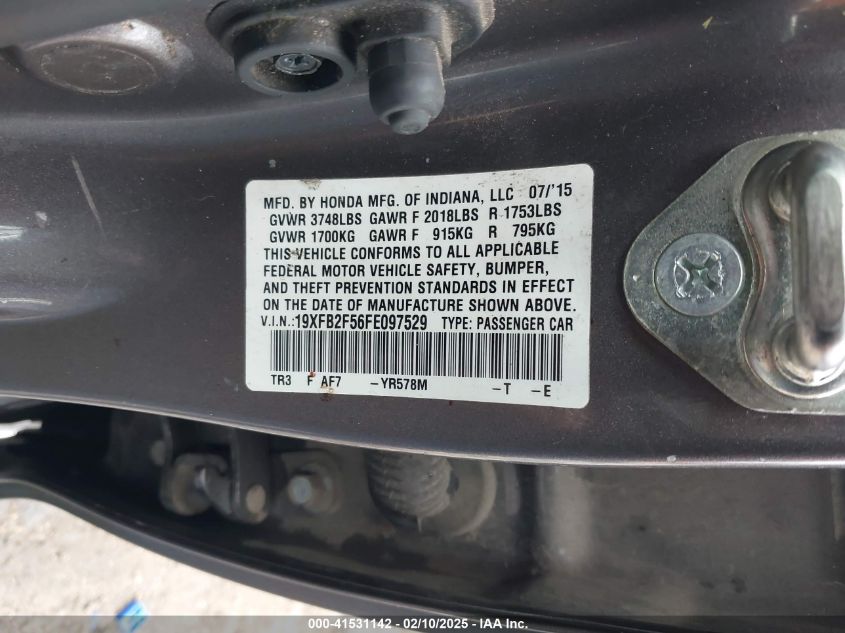 MFD. BY HONDA MFG. OF INDIANA, LLC 07/'15
GVWR 3748LBS GAWR F 2018LBS R 1753LBS
GVWR 1700KG GAWR F 915KG R 795KG
THIS VEHICLE CONFORMS TO ALL APPLICABLE
FEDERAL MOTOR VEHICLE SAFETY, BUMPER,
AND THEFT PREVENTION STANDARDS IN EFFECT
ON THE DATE OF MANUFACTURE SHOWN ABOVE.
V.I.N.:19XFB2F56FE097529 TYPE: PASSENGER CAR
TR3 F AF7 -YR578M -T -E
000-41531142 - 02/10/2025 - IAA Inc.